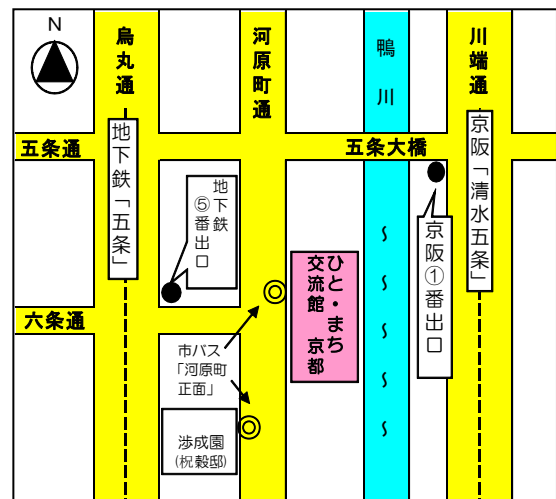 N
烏丸通
河原町通
鴨川
川端通
五条通
五条大橋
地下鉄「五条」
地下鉄
⑤番出口
京阪「清水五条」
京阪①番出口
ひと・まち
交流館 京都
六条通
市バス
「河原町
正面」
渉成園
(枳殻邸)